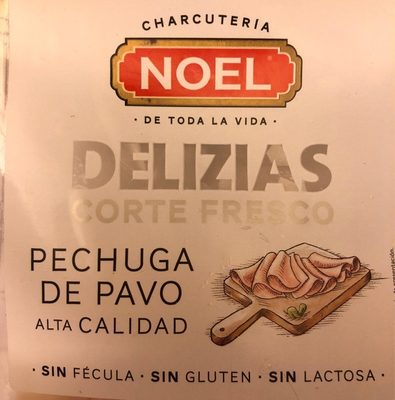 CHARCUTERÍA
NOEL
· DE TODA LA VIDA ·
DELIZIAS
CORTE FRESCO
PECHUGA
DE PAVO
ALTA CALIDAD
· SIN FÉCULA · SIN GLUTEN · SIN LACTOSA ·